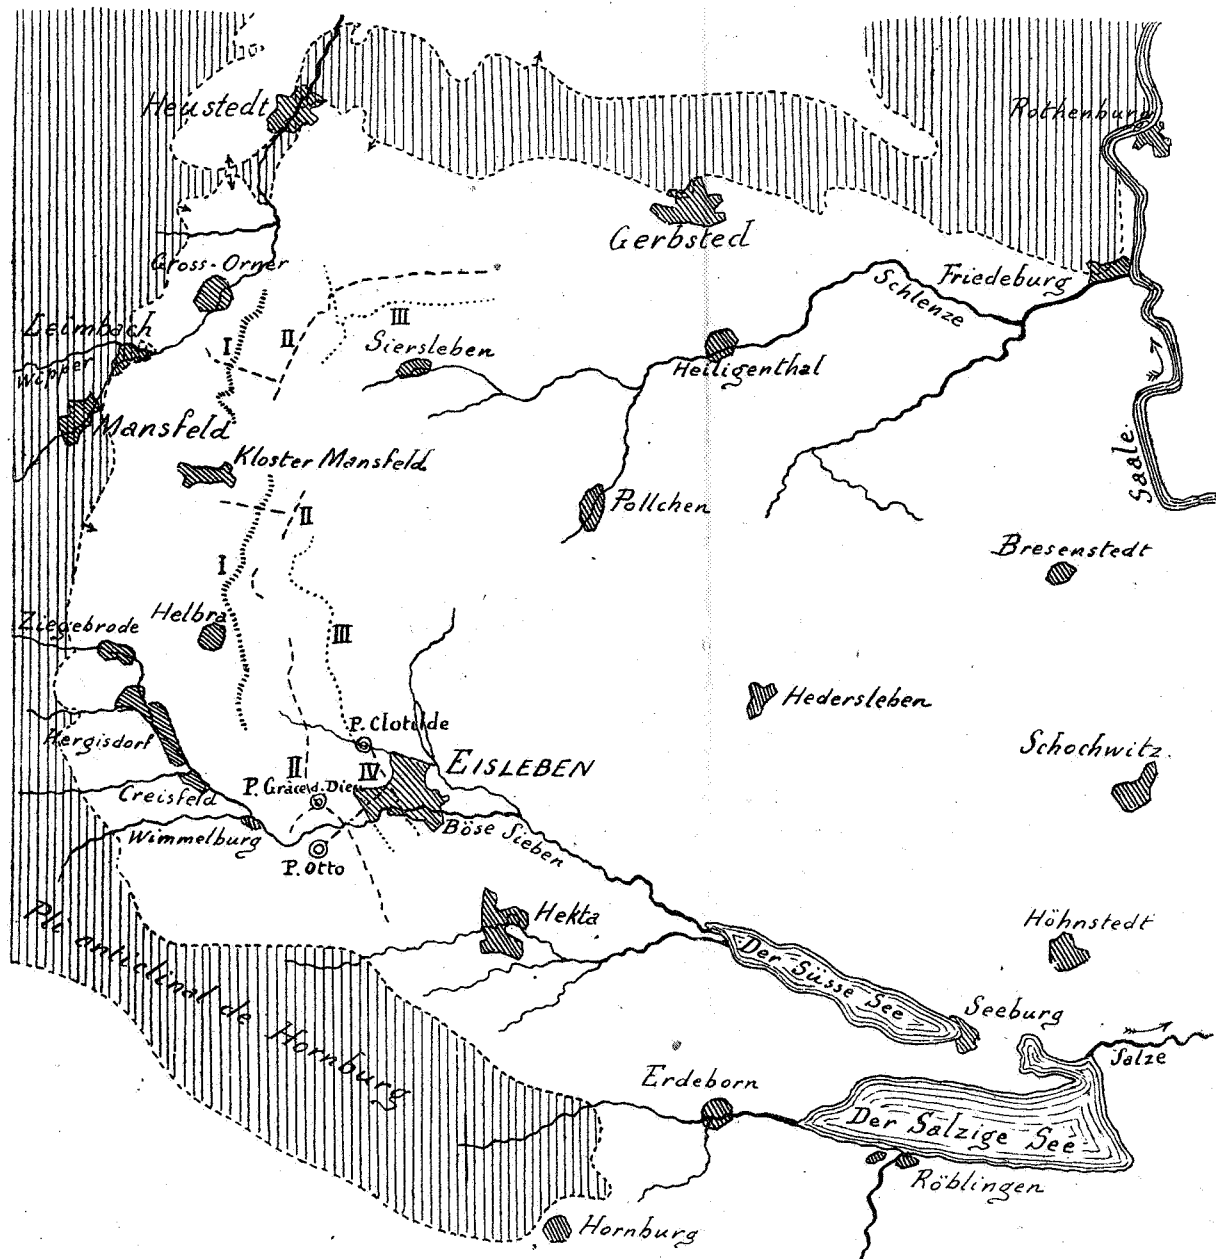 Heustedt
Rothenburg
Gerbsted
Gross-Orner
Friedeburg
Schlenze
Leimbach
I
II
III
Siersleben
Wipper
Heiligenthal
Mansfeld
Kloster Mansfeld
Saale.
Pollchen
II
Bresenstedt
I
Helbra
Ziegebrode
III
Hedersleben
P. Clotilde
Hergisdorf
Schochwitz.
EISLEBEN
II
IV
P. Grâce d. Dieu
Creisfeld
Böse Sieben
Wimmelburg
P. Otto
Hekta
Höhnstedt
Pli anticlinal de Hornburg
Der Süsse See
Seeburg
Salze
Erdeborn
Der Salzige See
Röblingen
Hornburg